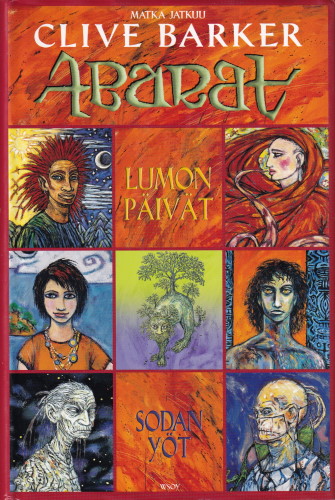 MATKA JATKUU
CLIVE BARKER
Abarat
LUMON
PÄIVÄT
SODAN
YÖT
WSOY